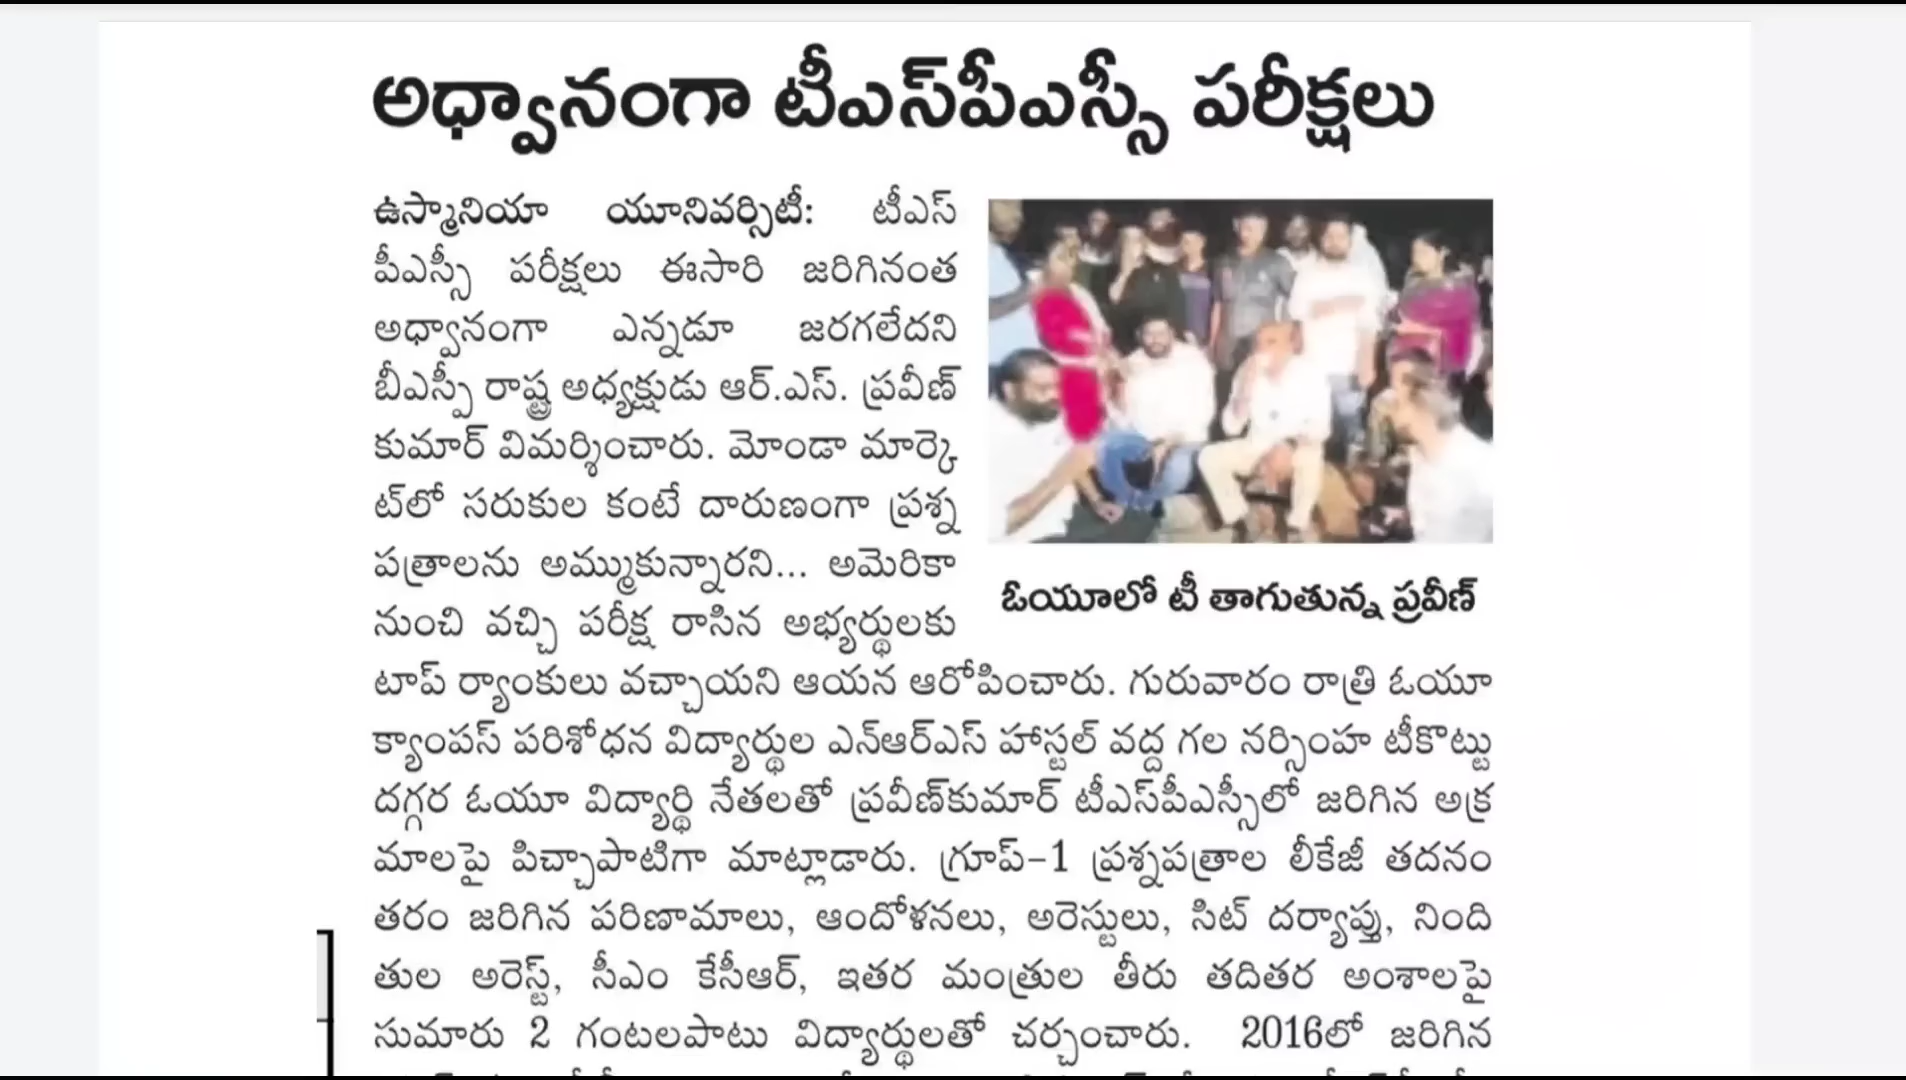 అధ్వానంగా టీఎస్‌పీఎస్సీ పరీక్షలు
ఉస్మానియా యూనివర్సిటీ: టీఎస్
పీఎస్సీ పరీక్షలు ఈసారి జరిగినంత
అధ్వానంగా ఎన్నడూ జరగలేదని
బీఎస్పీ రాష్ట్ర అధ్యక్షుడు ఆర్.ఎస్. ప్రవీణ్
కుమార్ విమర్శించారు. మోండా మార్కె
ట్‌లో సరుకుల కంటే దారుణంగా ప్రశ్న
పత్రాలను అమ్ముకున్నారని... అమెరికా
నుంచి వచ్చి పరీక్ష రాసిన అభ్యర్థులకు
ఓయూలో టీ తాగుతున్న ప్రవీణ్
టాప్ ర్యాంకులు వచ్చాయని ఆయన ఆరోపించారు. గురువారం రాత్రి ఓయూ
క్యాంపస్ పరిశోధన విద్యార్థుల ఎన్ఆర్ఎస్ హాస్టల్ వద్ద గల నర్సింహ టీకొట్టు
దగ్గర ఓయూ విద్యార్థి నేతలతో ప్రవీణ్‌కుమార్ టీఎస్‌పీఎస్సీలో జరిగిన అక్ర
మాలపై పిచ్చాపాటిగా మాట్లాడారు. గ్రూప్-1 ప్రశ్నపత్రాల లీకేజీ తదనం
తరం జరిగిన పరిణామాలు, ఆందోళనలు, అరెస్టులు, సిట్ దర్యాప్తు, నింది
తుల అరెస్ట్, సీఎం కేసీఆర్, ఇతర మంత్రుల తీరు తదితర అంశాలపై
సుమారు 2 గంటలపాటు విద్యార్థులతో చర్చించారు. 2016లో జరిగిన